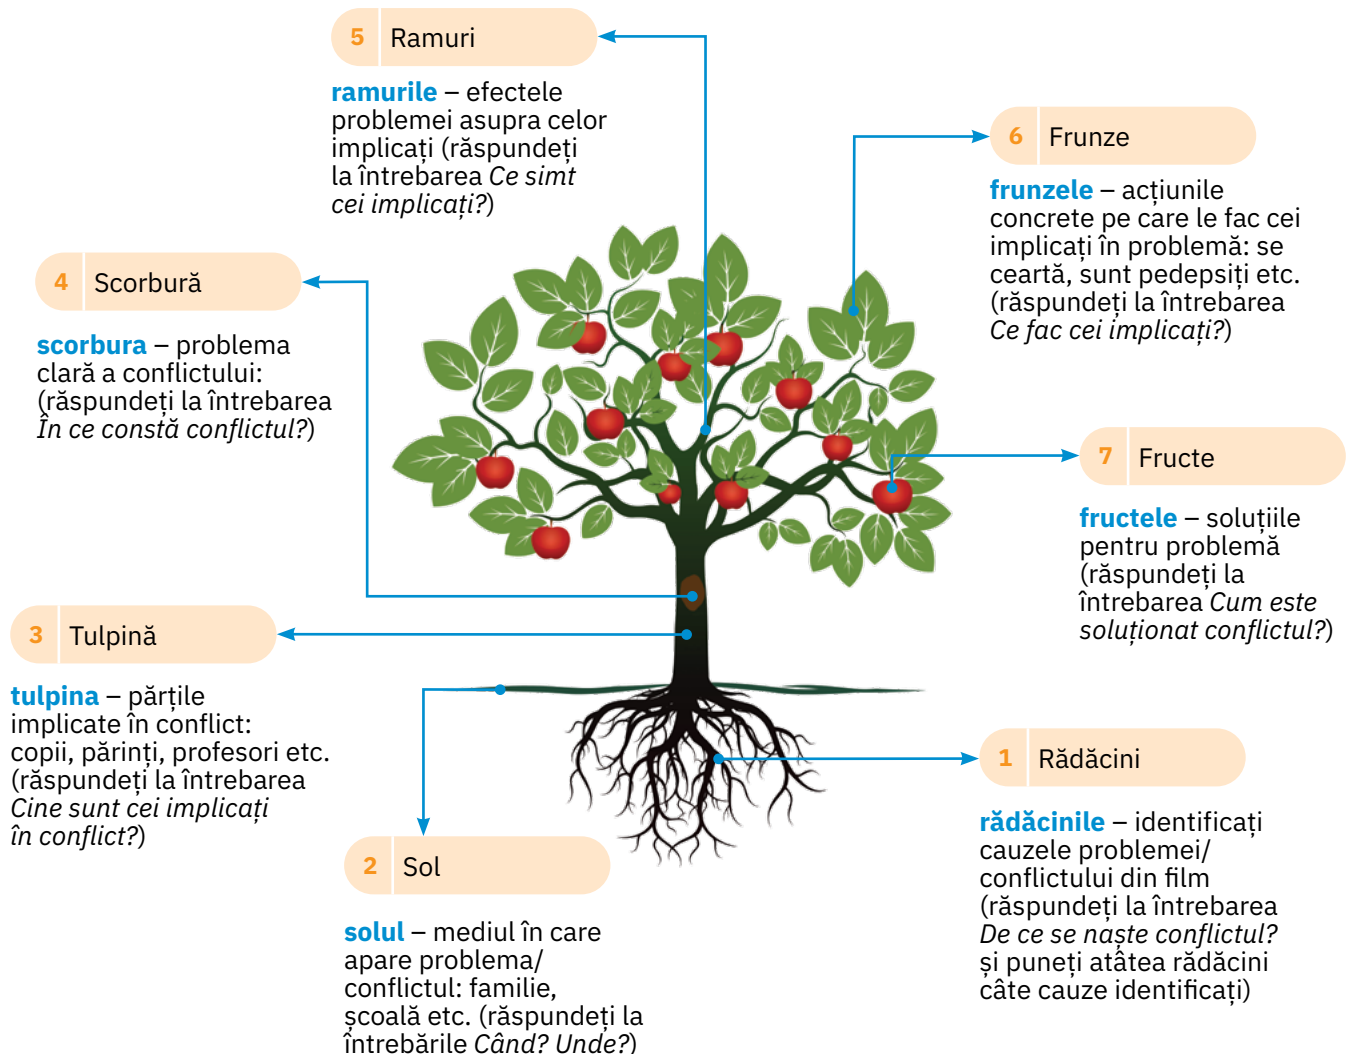 5 Ramuri
ramurile – efectele
problemei asupra celor
implicați (răspundeți
la întrebarea Ce simt
cei implicați?)
6 Frunze
frunzele – acțiunile
concrete pe care le fac cei
implicați în problemă: se
ceartă, sunt pedepsiți etc.
(răspundeți la întrebarea
Ce fac cei implicați?)
4 Scorbură
scorbura – problema
clară a conflictului:
(răspundeți la întrebarea
În ce constă conflictul?)
7 Fructe
fructele – soluțiile
pentru problemă
(răspundeți la
întrebarea Cum este
soluționat conflictul?)
3 Tulpină
tulpina – părțile
implicate în conflict:
copii, părinți, profesori etc.
(răspundeți la întrebarea
Cine sunt cei implicați
în conflict?)
1 Rădăcini
rădăcinile – identificați
cauzele problemei/
conflictului din film
(răspundeți la întrebarea
De ce se naște conflictul?
și puneți atâtea rădăcini
câte cauze identificați)
2 Sol
solul – mediul în care
apare problema/
conflictul: familie,
școală etc. (răspundeți la
întrebările Când? Unde?)